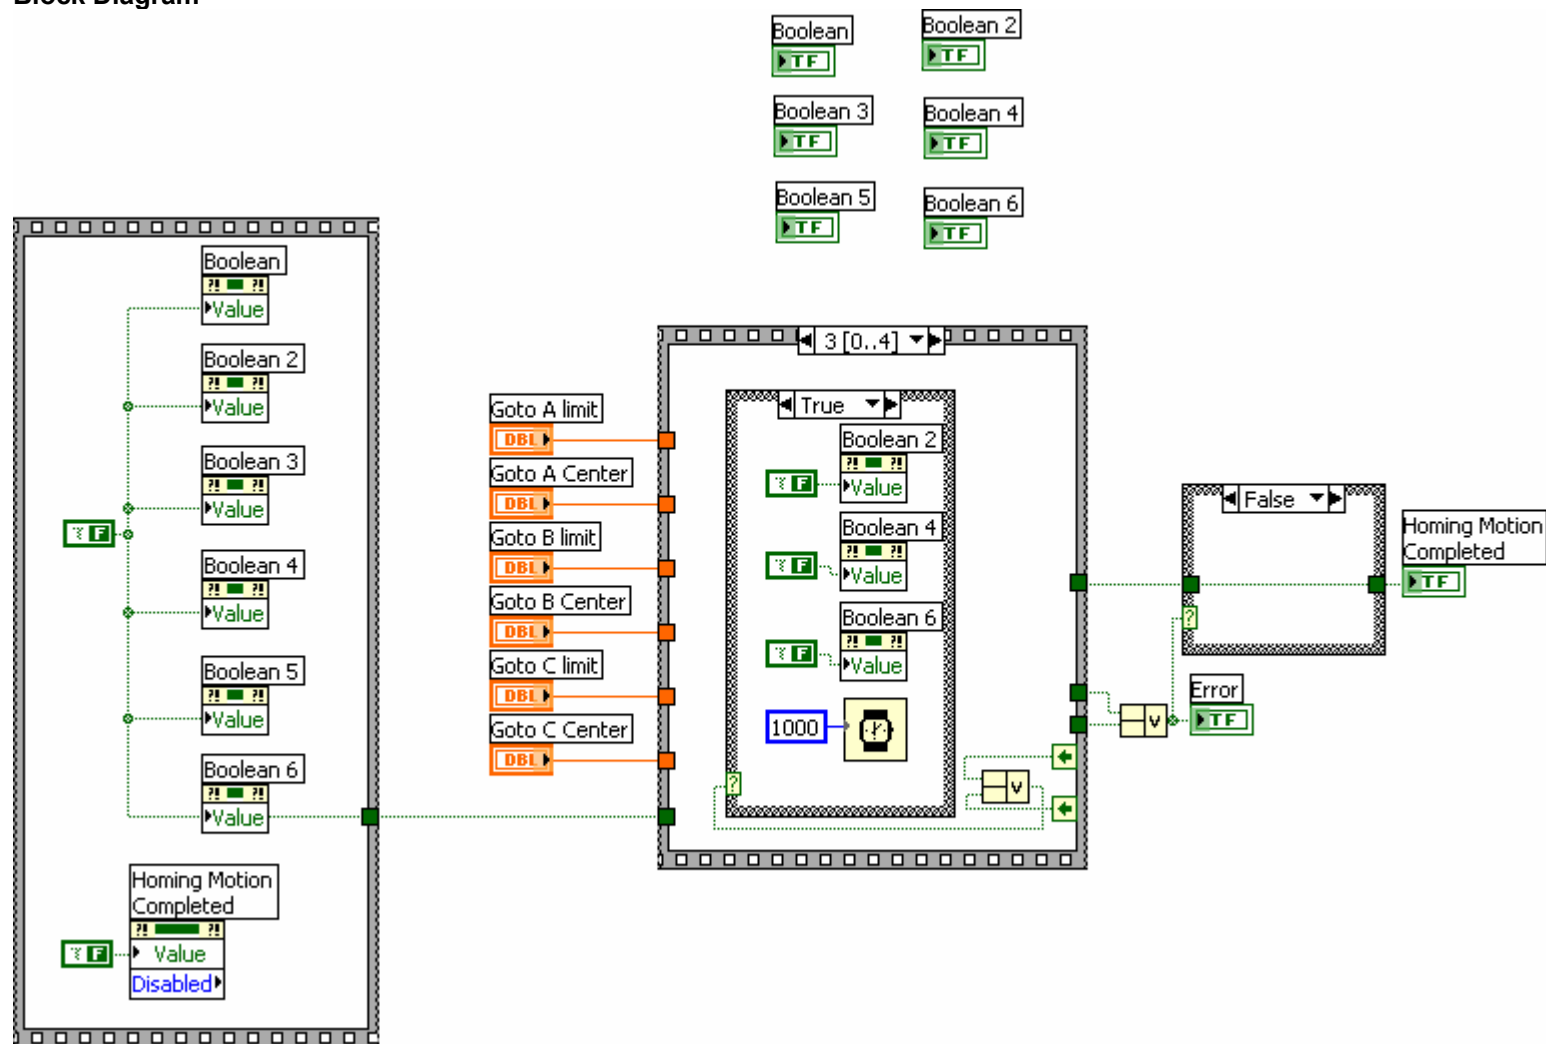 Block Diagram
Boolean
TF
Boolean 2
TF
Boolean 3
TF
Boolean 4
TF
Boolean 5
TF
Boolean 6
TF
Boolean
?! ?!
Value
Boolean 2
?! ?!
Value
Boolean 3
?! ?!
Value
F
Boolean 4
?! ?!
Value
Boolean 5
?! ?!
Value
Boolean 6
?! ?!
Value
Homing Motion
Completed
?! ?!
F
Value
Disabled
Goto A limit
DBL
Goto A Center
DBL
Goto B limit
DBL
Goto B Center
DBL
Goto C limit
DBL
Goto C Center
DBL
3 [0..4]
True
Boolean 2
?! ?!
F
Value
Boolean 4
?! ?!
F
Value
Boolean 6
?! ?!
F
Value
1000
?
V
False
?
Homing Motion
Completed
TF
V
Error
TF